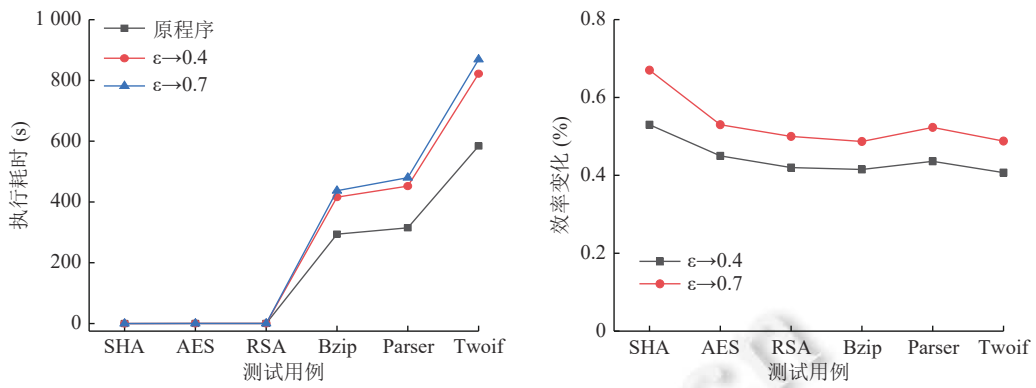 1 000
800
600
400
200
0
执行耗时 (s)
原程序
ε→0.4
ε→0.7
SHA AES RSA Bzip Parser Twoif
测试用例
0.8
0.6
0.4
0.2
0
效率变化 (%)
ε→0.4
ε→0.7
SHA AES RSA Bzip Parser Twoif
测试用例